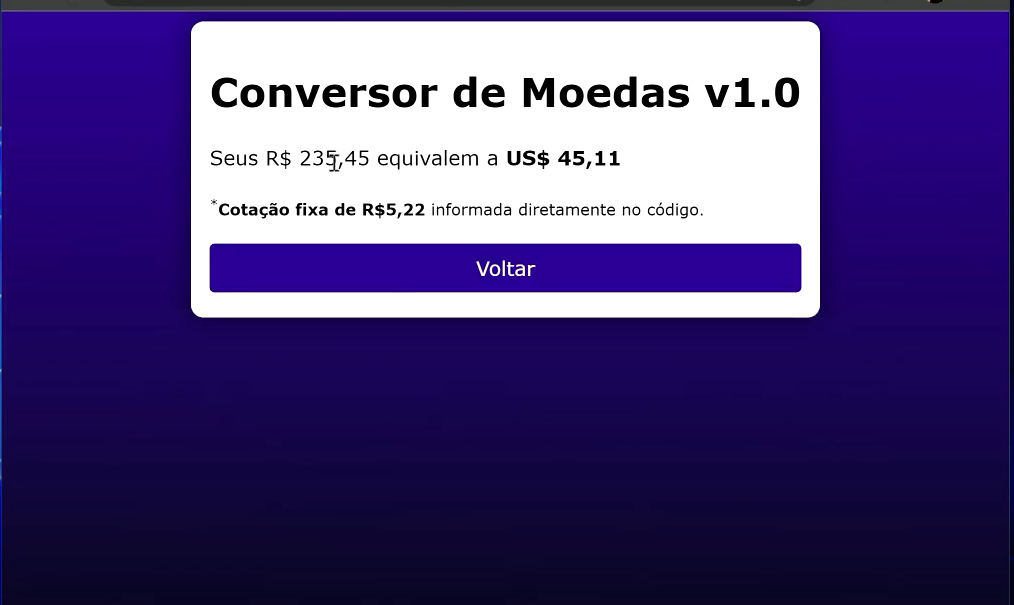 Conversor de Moedas v1.0
Seus R$ 235,45 equivalem a US$ 45,11
*Cotação fixa de R$5,22 informada diretamente no código.
Voltar